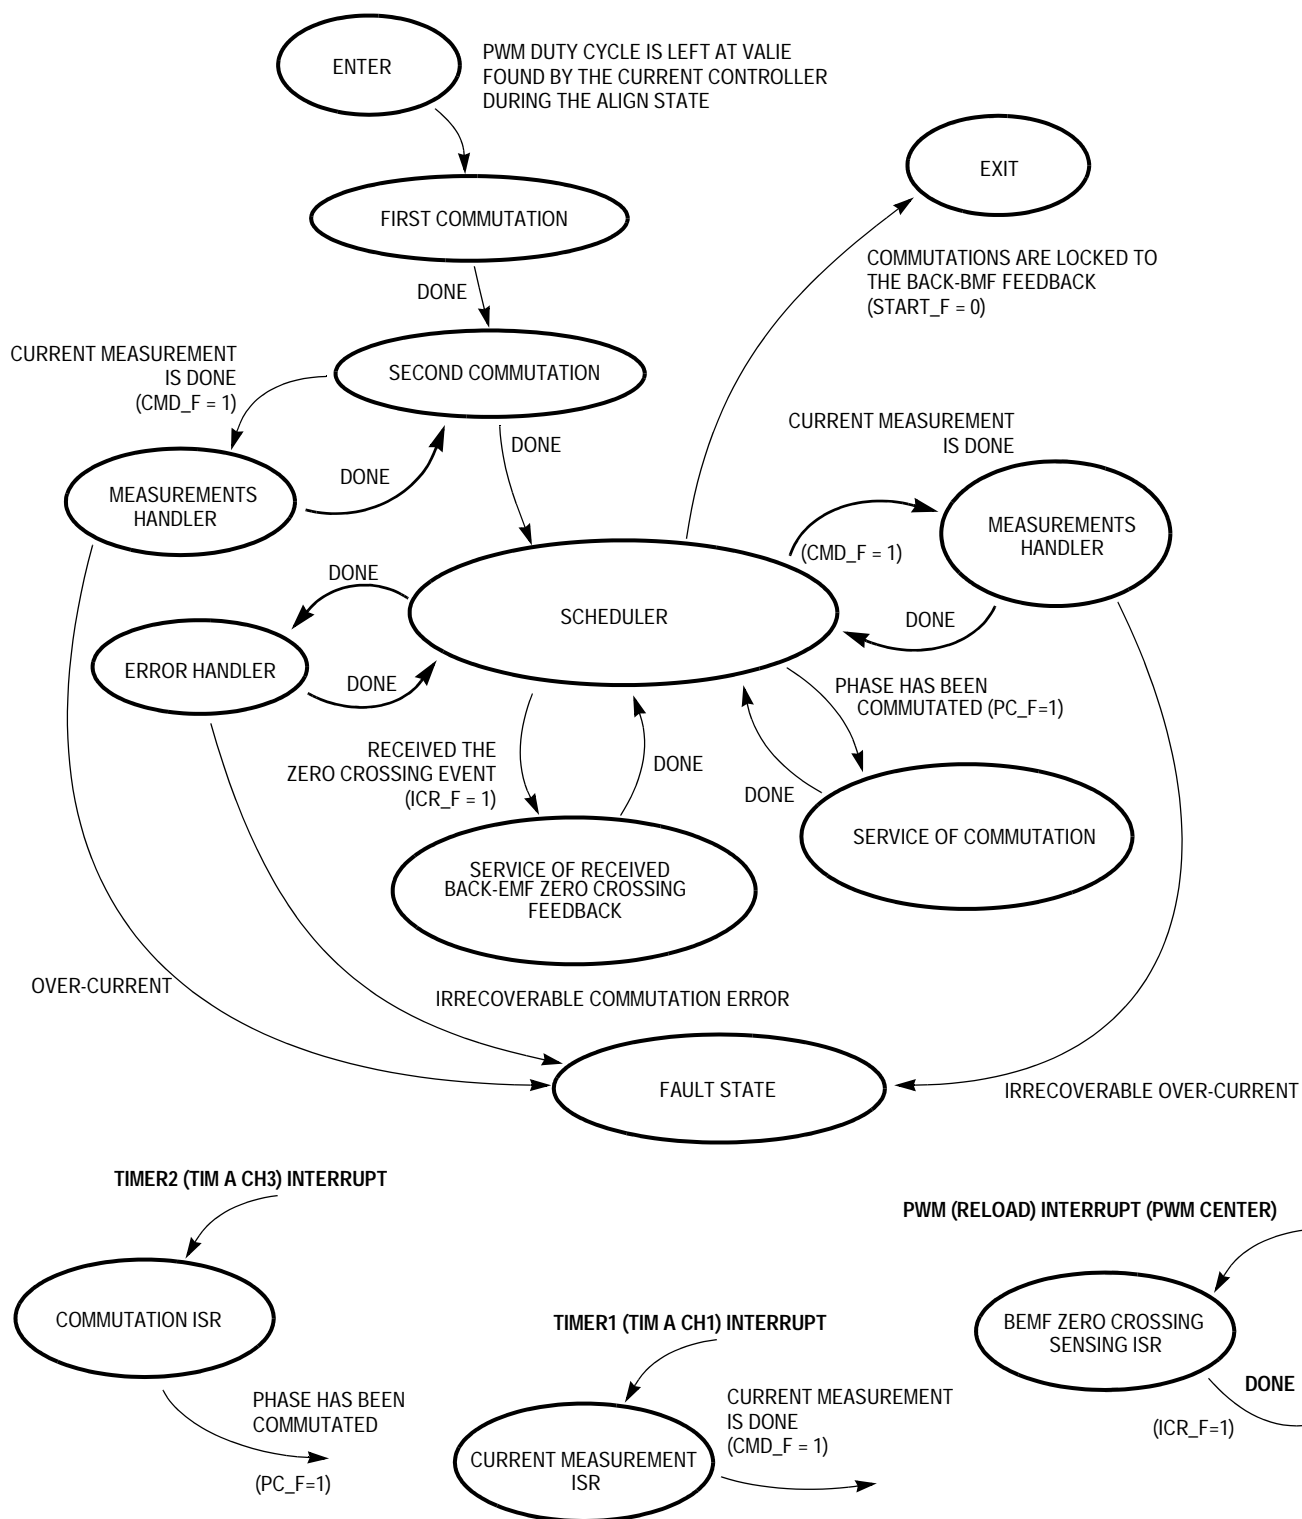 ENTER
PWM DUTY CYCLE IS LEFT AT VALIE
FOUND BY THE CURRENT CONTROLLER
DURING THE ALIGN STATE
EXIT
FIRST COMMUTATION
COMMUTATIONS ARE LOCKED TO
THE BACK-BMF FEEDBACK
(START_F = 0)
DONE
CURRENT MEASUREMENT
IS DONE
(CMD_F = 1)
SECOND COMMUTATION
CURRENT MEASUREMENT
IS DONE
DONE
DONE
MEASUREMENTS
HANDLER
MEASUREMENTS
HANDLER
(CMD_F = 1)
DONE
SCHEDULER
DONE
ERROR HANDLER
DONE
PHASE HAS BEEN
COMMUTATED (PC_F=1)
RECEIVED THE
ZERO CROSSING EVENT
(ICR_F = 1)
DONE
DONE
SERVICE OF COMMUTATION
SERVICE OF RECEIVED
BACK-EMF ZERO CROSSING
FEEDBACK
OVER-CURRENT
IRRECOVERABLE COMMUTATION ERROR
FAULT STATE
IRRECOVERABLE OVER-CURRENT
TIMER2 (TIM A CH3) INTERRUPT
PWM (RELOAD) INTERRUPT (PWM CENTER)
COMMUTATION ISR
TIMER1 (TIM A CH1) INTERRUPT
BEMF ZERO CROSSING
SENSING ISR
DONE
PHASE HAS BEEN
COMMUTATED
(PC_F=1)
CURRENT MEASUREMENT
IS DONE
(CMD_F = 1)
(ICR_F=1)
CURRENT MEASUREMENT
ISR